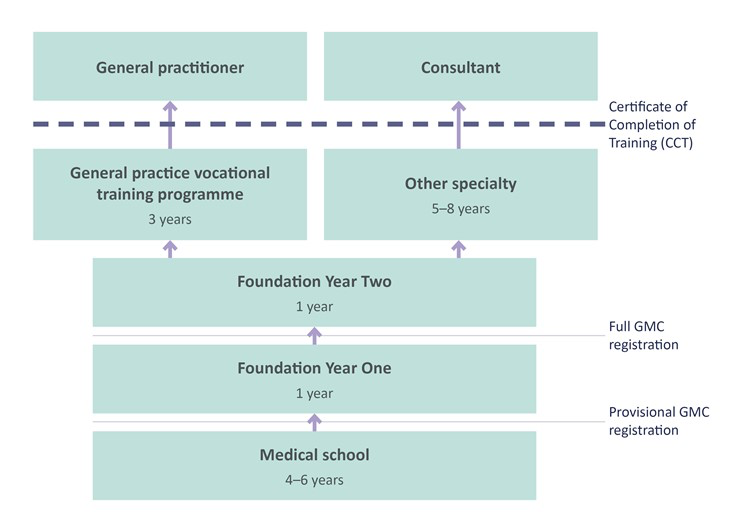 General practitioner
Consultant
Certificate of
Completion of
Training (CCT)
General practice vocational
training programme
3 years
Other specialty
5–8 years
Foundation Year Two
1 year
Full GMC
registration
Foundation Year One
1 year
Provisional GMC
registration
Medical school
4–6 years